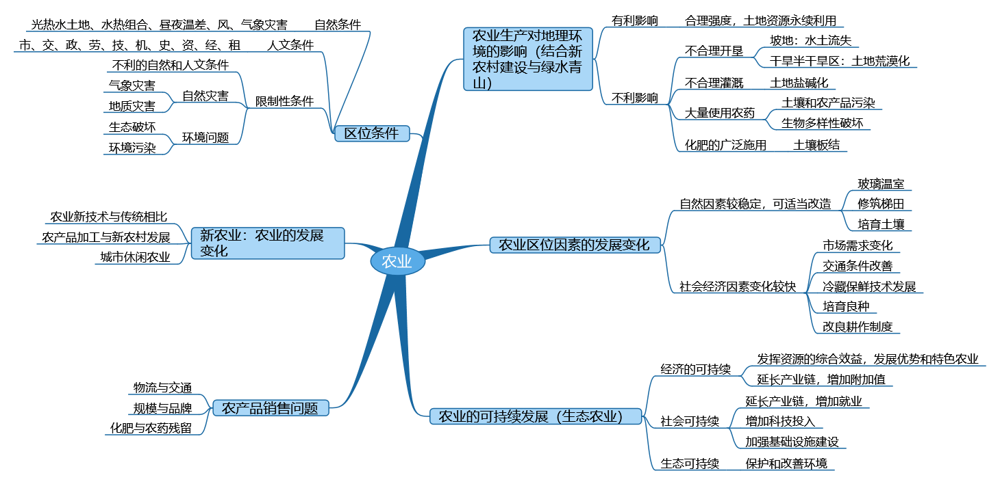 农业
农业生产对地理环
境的影响（结合新
农村建设与绿水青
山）
有利影响
合理强度，土地资源永续利用
不利影响
不合理开垦
坡地：水土流失
干旱半干旱区：土地荒漠化
不合理灌溉
土地盐碱化
大量使用农药
土壤和农产品污染
生物多样性破坏
化肥的广泛施用
土壤板结
农业区位因素的发展变化
自然因素较稳定，可适当改造
玻璃温室
修筑梯田
培育土壤
社会经济因素变化较快
市场需求变化
交通条件改善
冷藏保鲜技术发展
培育良种
改良耕作制度
农业的可持续发展（生态农业）
经济的可持续
发挥资源的综合效益，发展优势和特色农业
延长产业链，增加附加值
社会可持续
延长产业链，增加就业
增加科技投入
加强基础设施建设
生态可持续
保护和改善环境
区位条件
自然条件
光热水土地、水热组合、昼夜温差、风、气象灾害
人文条件
市、交、政、劳、技、机、史、资、经、租
限制性条件
不利的自然和人文条件
自然灾害
气象灾害
地质灾害
环境问题
生态破坏
环境污染
新农业：农业的发展
变化
农业新技术与传统相比
农产品加工与新农村发展
城市休闲农业
农产品销售问题
物流与交通
规模与品牌
化肥与农药残留